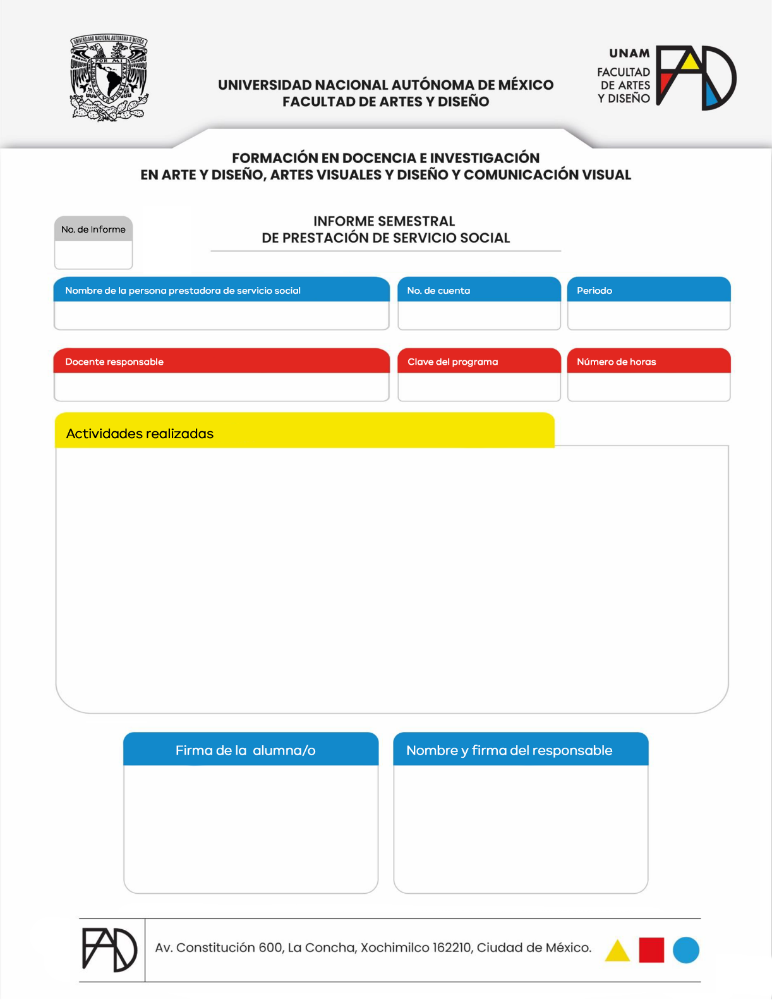 UNIVERSIDAD NACIONAL AUTONOMA D MEXICO
POR MI
UNIVERSIDAD NACIONAL AUTÓNOMA DE MÉXICO
FACULTAD DE ARTES Y DISEÑO
UNAM
FACULTAD
DE ARTES
Y DISEÑO
FAD
FORMACIÓN EN DOCENCIA E INVESTIGACIÓN
EN ARTE Y DISEÑO, ARTES VISUALES Y DISEÑO Y COMUNICACIÓN VISUAL
No. de Informe
INFORME SEMESTRAL
DE PRESTACIÓN DE SERVICIO SOCIAL
Nombre de la persona prestadora de servicio social
No. de cuenta
Periodo
Docente responsable
Clave del programa
Número de horas
Actividades realizadas
Firma de la alumna/o
Nombre y firma del responsable
FAD
Av. Constitución 600, La Concha, Xochimilco 162210, Ciudad de México.